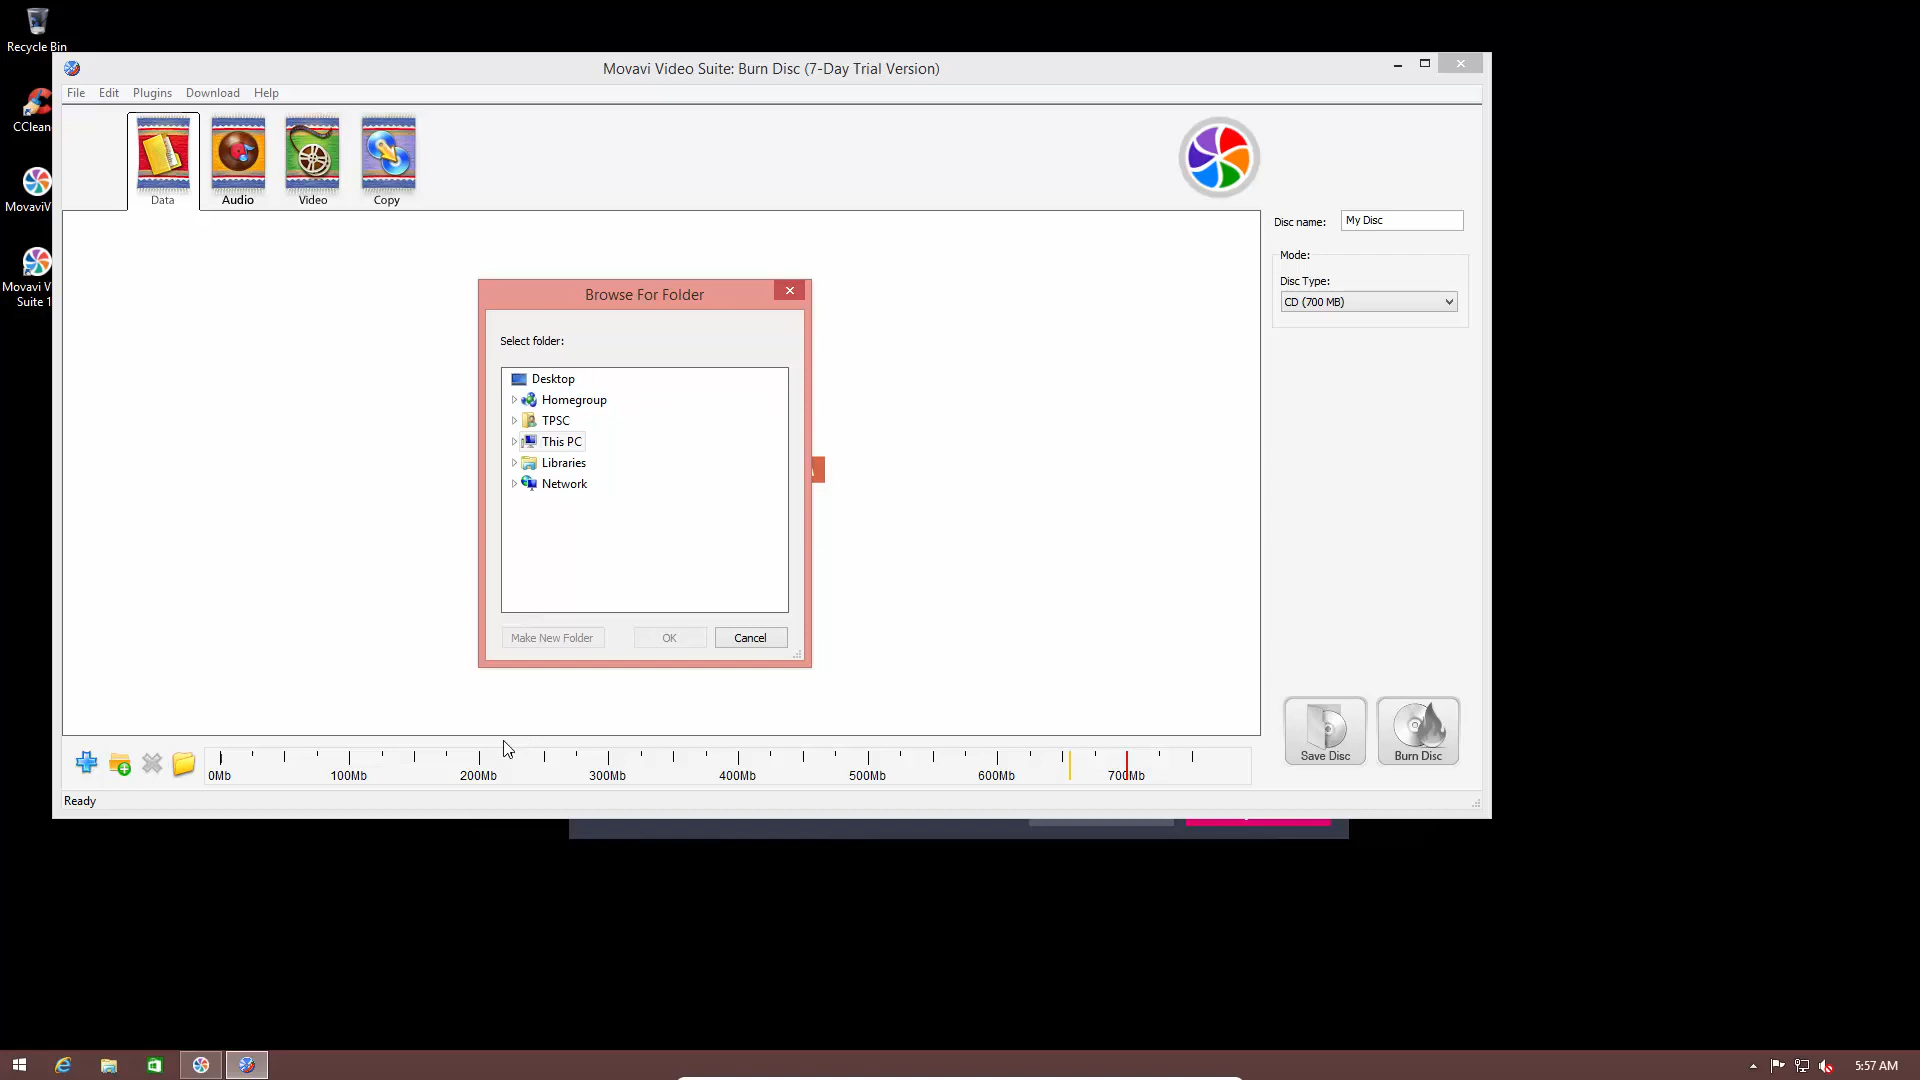 Recycle Bin
CClean
MovaviV
Movavi V
Suite 1
Movavi Video Suite: Burn Disc (7-Day Trial Version)
File Edit Plugins Download Help
Data Audio Video Copy
Disc name: My Disc
Mode:
Disc Type:
CD (700 MB)
Browse For Folder
Select folder:
Desktop
Homegroup
TPSC
This PC
Libraries
Network
Make New Folder OK Cancel
Save Disc Burn Disc
0Mb 100Mb 200Mb 300Mb 400Mb 500Mb 600Mb 700Mb
Ready
5:57 AM